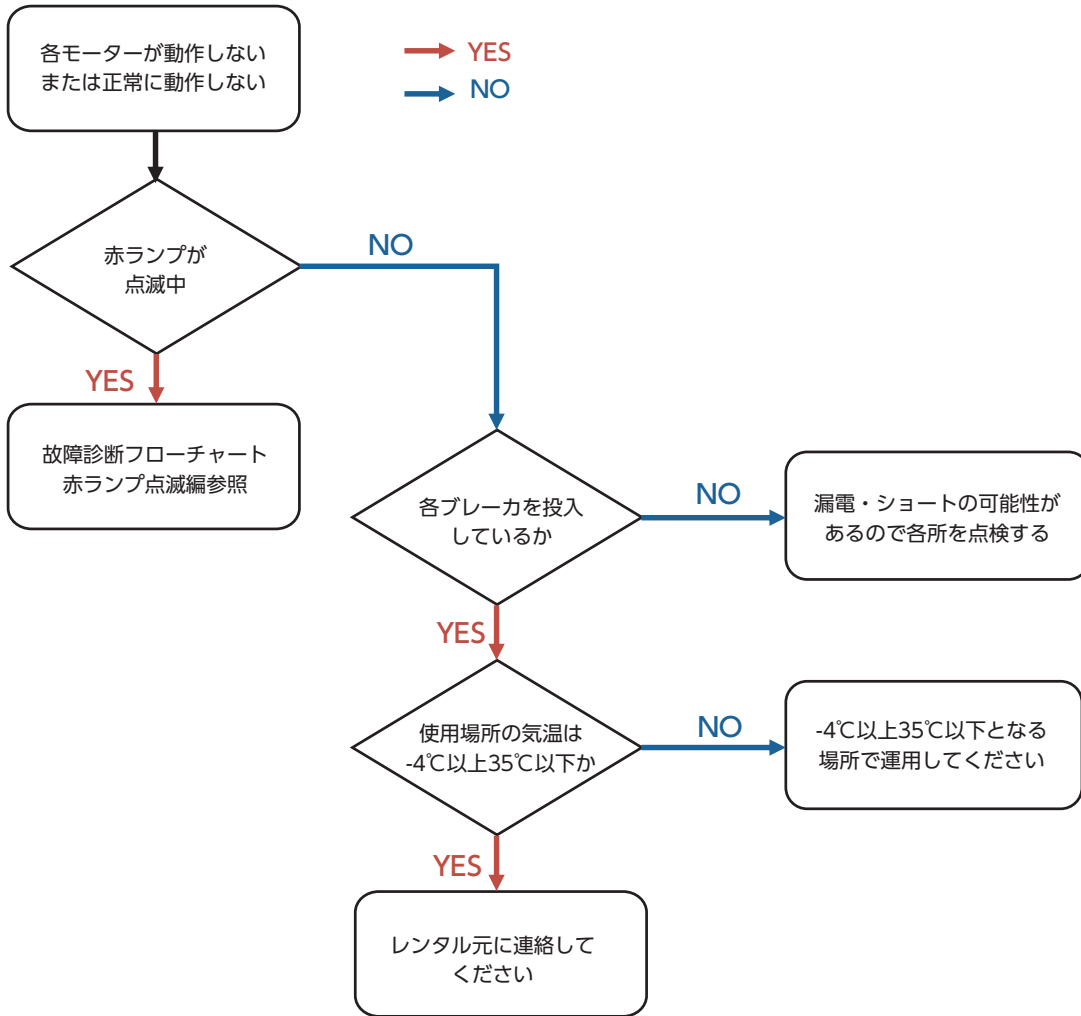 各モーターが動作しない
または正常に動作しない
YES
NO
赤ランプが
点滅中
NO
YES
故障診断フローチャート
赤ランプ点滅編参照
各ブレーカを投入
しているか
NO
漏電・ショートの可能性が
あるので各所を点検する
YES
使用場所の気温は
-4℃以上35℃以下か
NO
-4℃以上35℃以下となる
場所で運用してください
YES
レンタル元に連絡して
ください